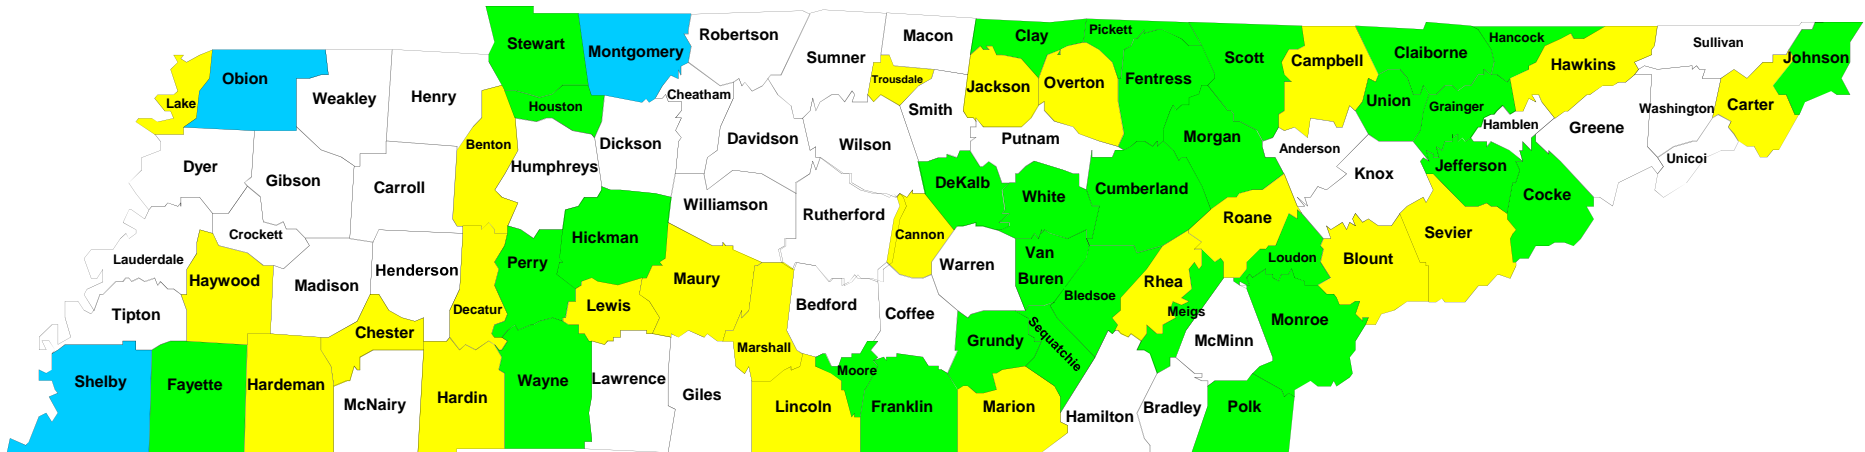 Stewart
Montgomery
Robertson
Sumner
Macon
Clay
Pickett
Scott
Campbell
Claiborne
Hancock
Hawkins
Sullivan
Johnson
Lake
Obion
Weakley
Henry
Houston
Cheatham
Trousdale
Smith
Jackson
Overton
Fentress
Union
Grainger
Hamblen
Greene
Washington
Carter
Unicoi
Dyer
Gibson
Carroll
Benton
Humphreys
Dickson
Davidson
Wilson
Putnam
Morgan
Anderson
Knox
Jefferson
Cocke
Crockett
Lauderdale
Haywood
Madison
Henderson
Decatur
Perry
Hickman
Williamson
Rutherford
Cannon
DeKalb
White
Cumberland
Roane
Loudon
Blount
Sevier
Tipton
Chester
Lewis
Maury
Bedford
Coffee
Warren
Van
Buren
Bledsoe
Rhea
Meigs
McMinn
Monroe
Shelby
Fayette
Hardeman
McNairy
Hardin
Wayne
Lawrence
Giles
Marshall
Lincoln
Moore
Franklin
Grundy
Sequatchie
Marion
Hamilton
Bradley
Polk